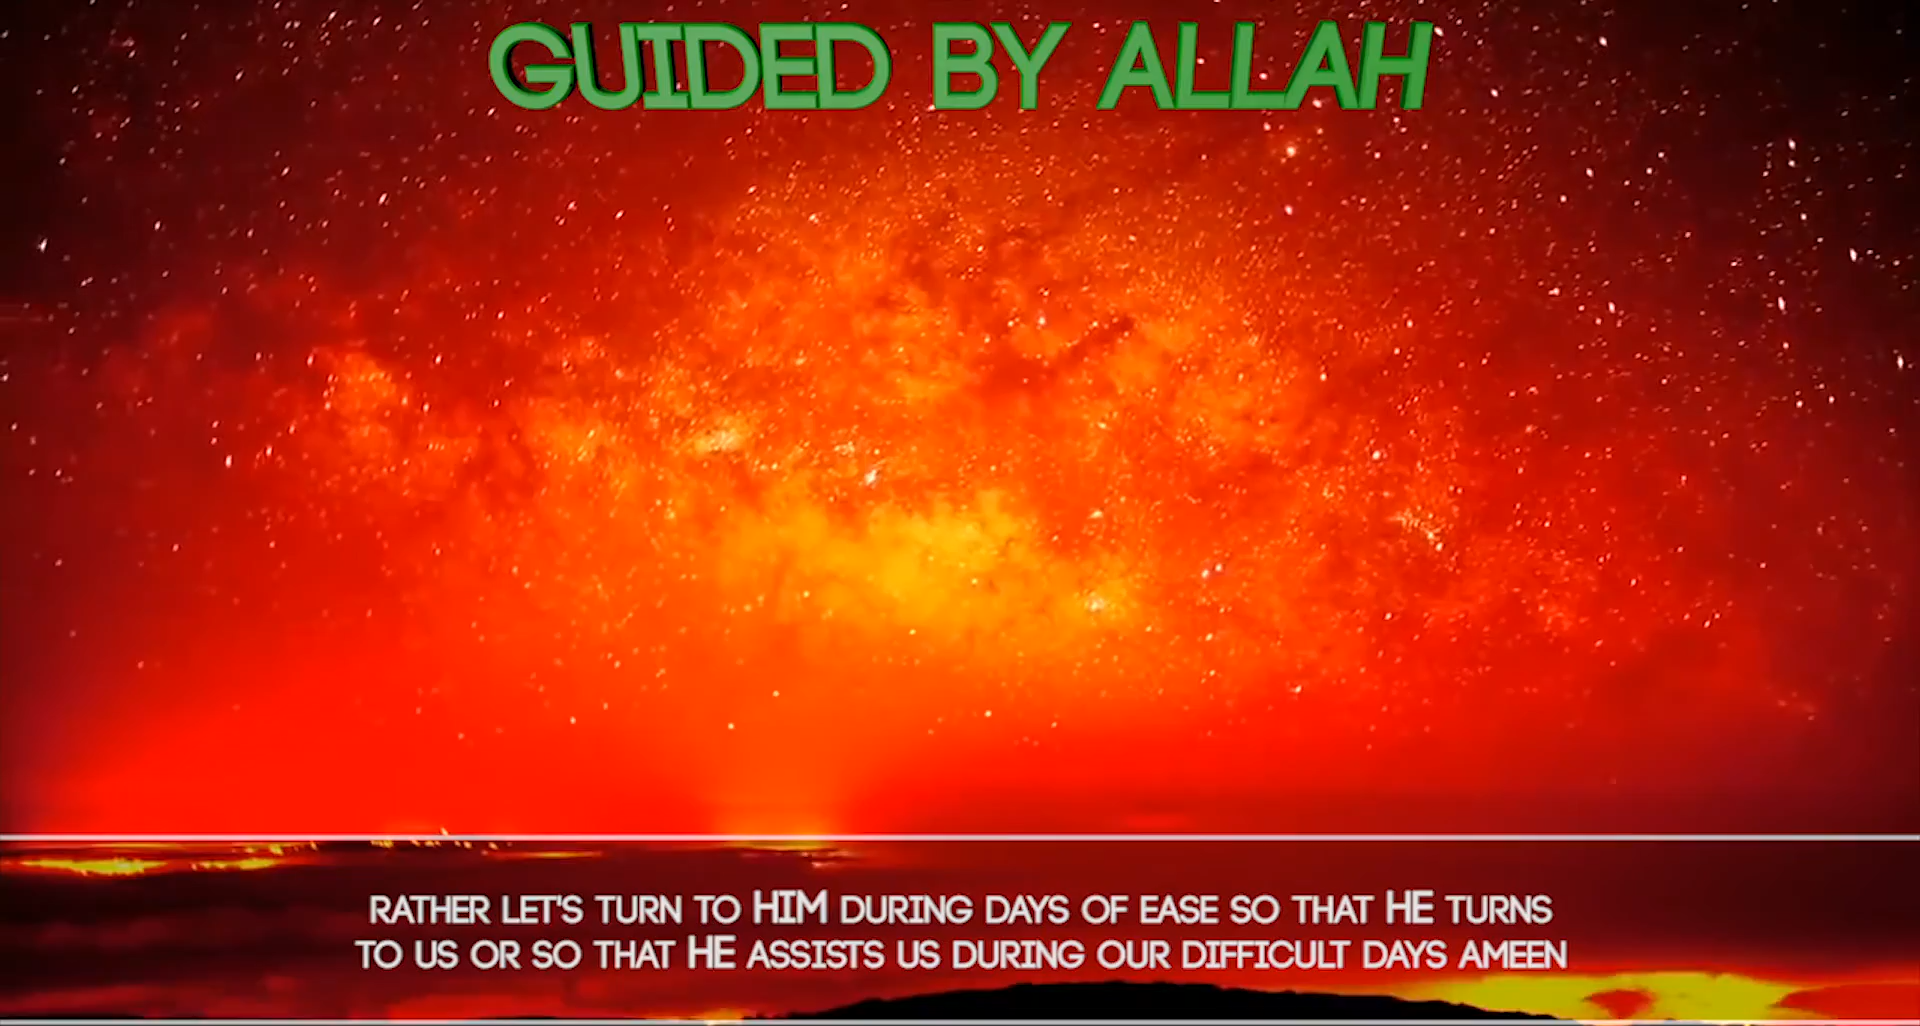 GUIDED BY ALLAH
RATHER LET'S TURN TO HIM DURING DAYS OF EASE SO THAT HE TURNS
TO US OR SO THAT HE ASSISTS US DURING OUR DIFFICULT DAYS AMEEN